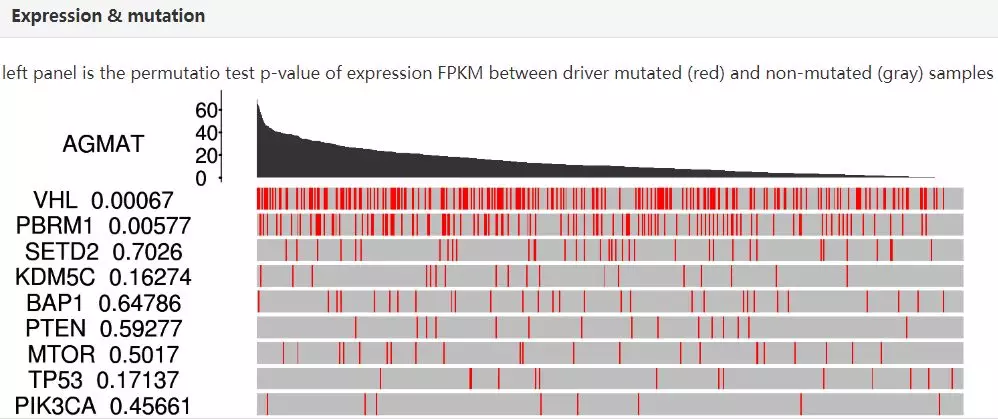 Expression & mutation
left panel is the permutatio test p-value of expression FPKM between driver mutated (red) and non-mutated (gray) samples
60
40
AGMAT
20
0
VHL 0.00067
PBRM1 0.00577
SETD2 0.7026
KDM5C 0.16274
BAP1 0.64786
PTEN 0.59277
MTOR 0.5017
TP53 0.17137
PIK3CA 0.45661